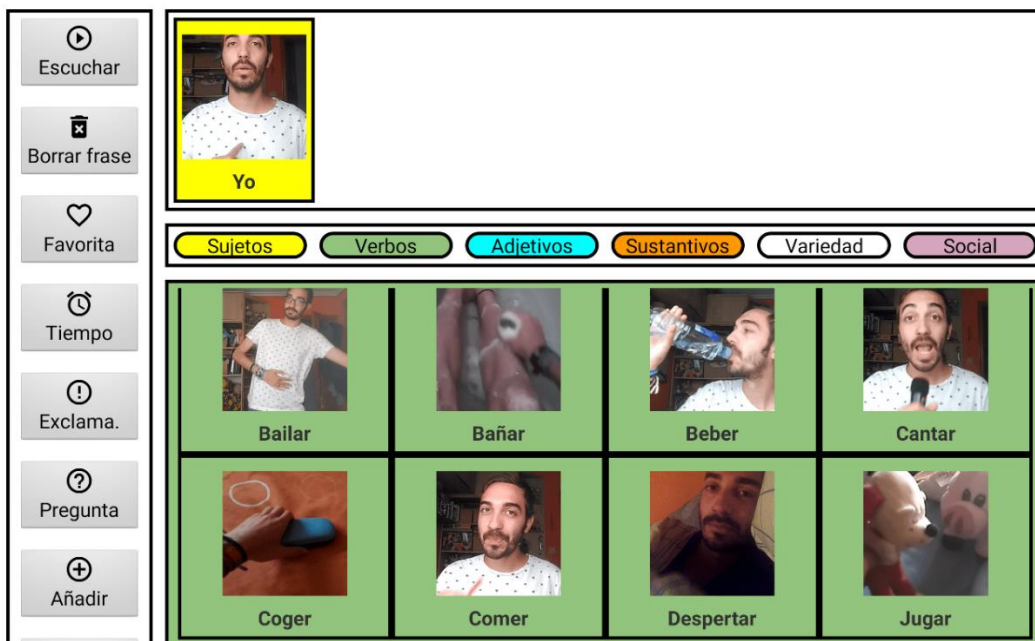 Escuchar
Borrar frase
Favorita
Tiempo
Exclama.
Pregunta
Añadir
Yo
Sujetos Verbos Adjetivos Sustantivos Variedad Social
Bailar Bañar Beber Cantar
Coger Comer Despertar Jugar